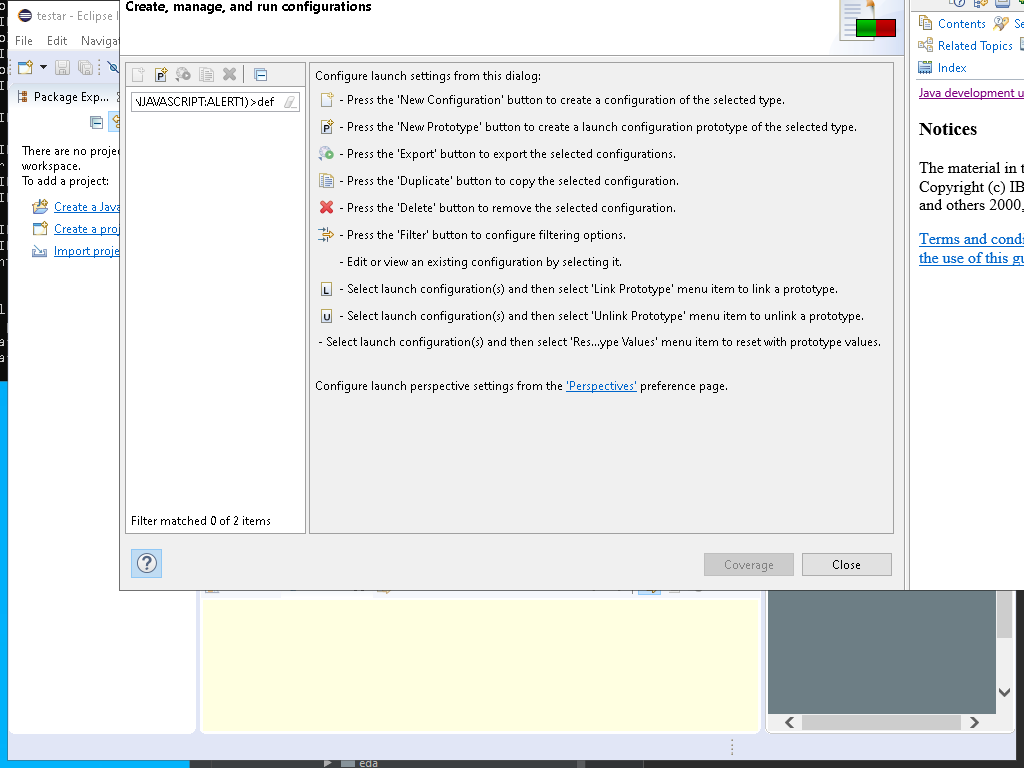 Create, manage, and run configurations
testar - Eclipse I
File Edit Naviga
Package Exp...
There are no proje
workspace.
To add a project:
Create a Java
Create a proj
Import proje
\JAVASCRIPT:ALERT1)>def
Filter matched 0 of 2 items
Configure launch settings from this dialog:
- Press the 'New Configuration' button to create a configuration of the selected type.
- Press the 'New Prototype' button to create a launch configuration prototype of the selected type.
- Press the 'Export' button to export the selected configurations.
- Press the 'Duplicate' button to copy the selected configuration.
- Press the 'Delete' button to remove the selected configuration.
- Press the 'Filter' button to configure filtering options.
- Edit or view an existing configuration by selecting it.
L - Select launch configuration(s) and then select 'Link Prototype' menu item to link a prototype.
U - Select launch configuration(s) and then select 'Unlink Prototype' menu item to unlink a prototype.
- Select launch configuration(s) and then select 'Res...ype Values' menu item to reset with prototype values.
Configure launch perspective settings from the 'Perspectives' preference page.
Coverage Close
Contents Se
Related Topics
Index
Java development u
Notices
The material in t
Copyright (c) IB
and others 2000,
Terms and condi
the use of this gu
eda